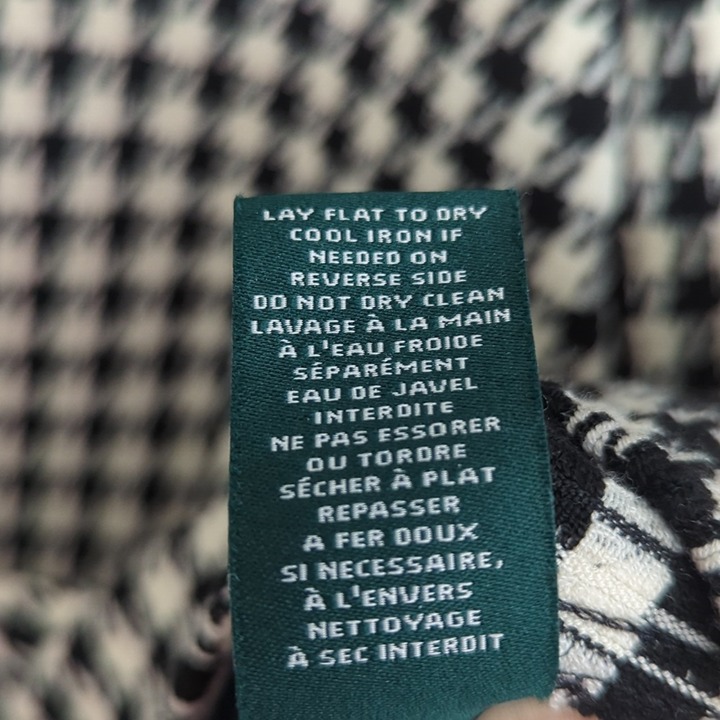 LAY FLAT TO DRY
COOL IRON IF
NEEDED ON
REVERSE SIDE
DO NOT DRY CLEAN
LAVAGE À LA MAIN
À L'EAU FROIDE
SÉPARÉMENT
EAU DE JAVEL
INTERDITE
NE PAS ESSORER
OU TORDRE
SÉCHER À PLAT
REPASSER
A FER DOUX
SI NECESSAIRE,
À L'ENVERS
NETTOYAGE
À SEC INTERDIT